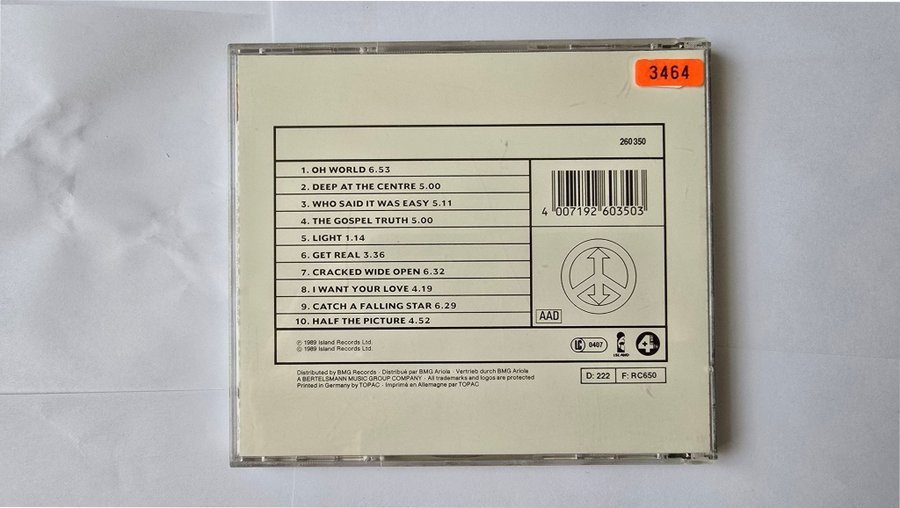 3464
260 350
1. OH WORLD 6.53
2. DEEP AT THE CENTRE 5.00
3. WHO SAID IT WAS EASY 5.11
4. THE GOSPEL TRUTH 5.00
5. LIGHT 1.14
6. GET REAL 3.36
7. CRACKED WIDE OPEN 6.32
8. I WANT YOUR LOVE 4.19
9. CATCH A FALLING STAR 6.29
10. HALF THE PICTURE 4.52
4 007192 603503
AAD
℗ 1989 Island Records Ltd.
© 1989 Island Records Ltd.
LC 0407
ISLAND
4th
Distributed by BMG Records · Distribué par BMG Ariola · Vertrieb durch BMG Ariola
A BERTELSMANN MUSIC GROUP COMPANY · All trademarks and logos are protected
Printed in Germany by TOPAC · Imprimé en Allemagne par TOPAC
D: 222 F: RC650